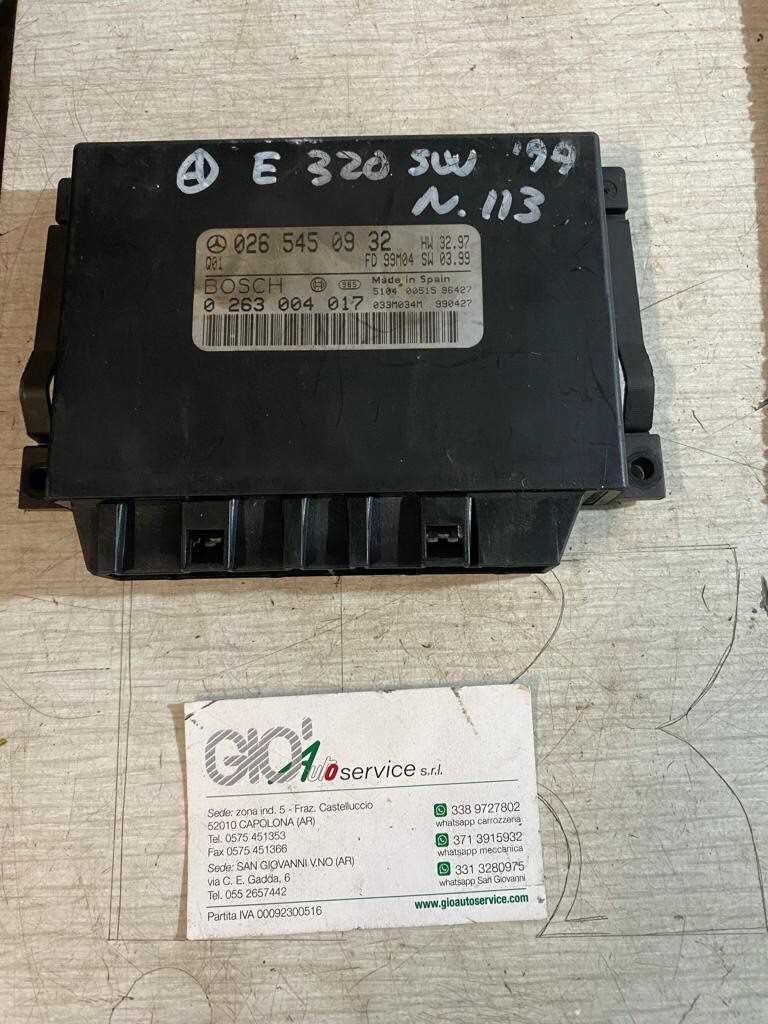 E 320 SW '99
N. 113
026 545 09 32 HW 32.97
Q01 FD 99M04 SW 03.99
BOSCH 985 Made in Spain
5104 00515 96427
0 263 004 017 033M034M 990427
GIO' Autoservice s.r.l.
Sede: zona ind. 5 - Fraz. Castelluccio
52010 CAPOLONA (AR)
Tel. 0575 451353
Fax 0575 451366
Sede: SAN GIOVANNI V.NO (AR)
via C. E. Gadda, 6
Tel. 055 2657442
Partita IVA 00092300516
338 9727802
whatsapp carrozzeria
371 3915932
whatsapp meccanica
331 3280975
whatsapp San Giovanni
www.gioautoservice.com